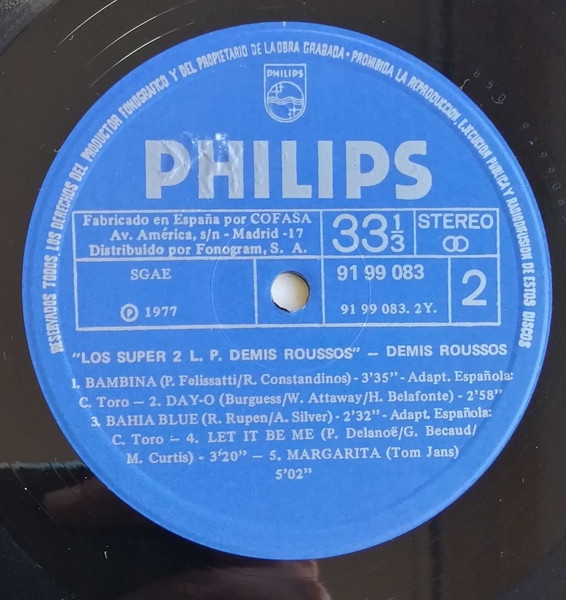 RESERVADOS TODOS LOS DERECHOS DEL PRODUCTOR FONOGRAFICO Y DEL PROPIETARIO DE LA OBRA GRABADA · PROHIBIDA LA REPRODUCCION, EJECUCION PUBLICA Y RADIODIFUSION DE ESTOS DISCOS
PHILIPS
PHILIPS
Fabricado en España por COFASA
Av. América, s/n - Madrid -17
Distribuido por Fonogram, S. A.
33 1/3
STEREO
SGAE
℗ 1977
91 99 083
91 99 083. 2Y.
2
"LOS SUPER 2 L. P. DEMIS ROUSSOS" — DEMIS ROUSSOS
1. BAMBINA (P. Felissatti/R. Constandinos) - 3'35" - Adapt. Española:
C. Toro — 2. DAY-O (Burguess/W. Attaway/H. Belafonte) - 2'58"
3. BAHIA BLUE (R. Rupen/A. Silver) - 2'32" - Adapt. Española:
C. Toro — 4. LET IT BE ME (P. Delanoë/G. Becaud/
M. Curtis) - 3'20" — 5. MARGARITA (Tom Jans)
5'02"